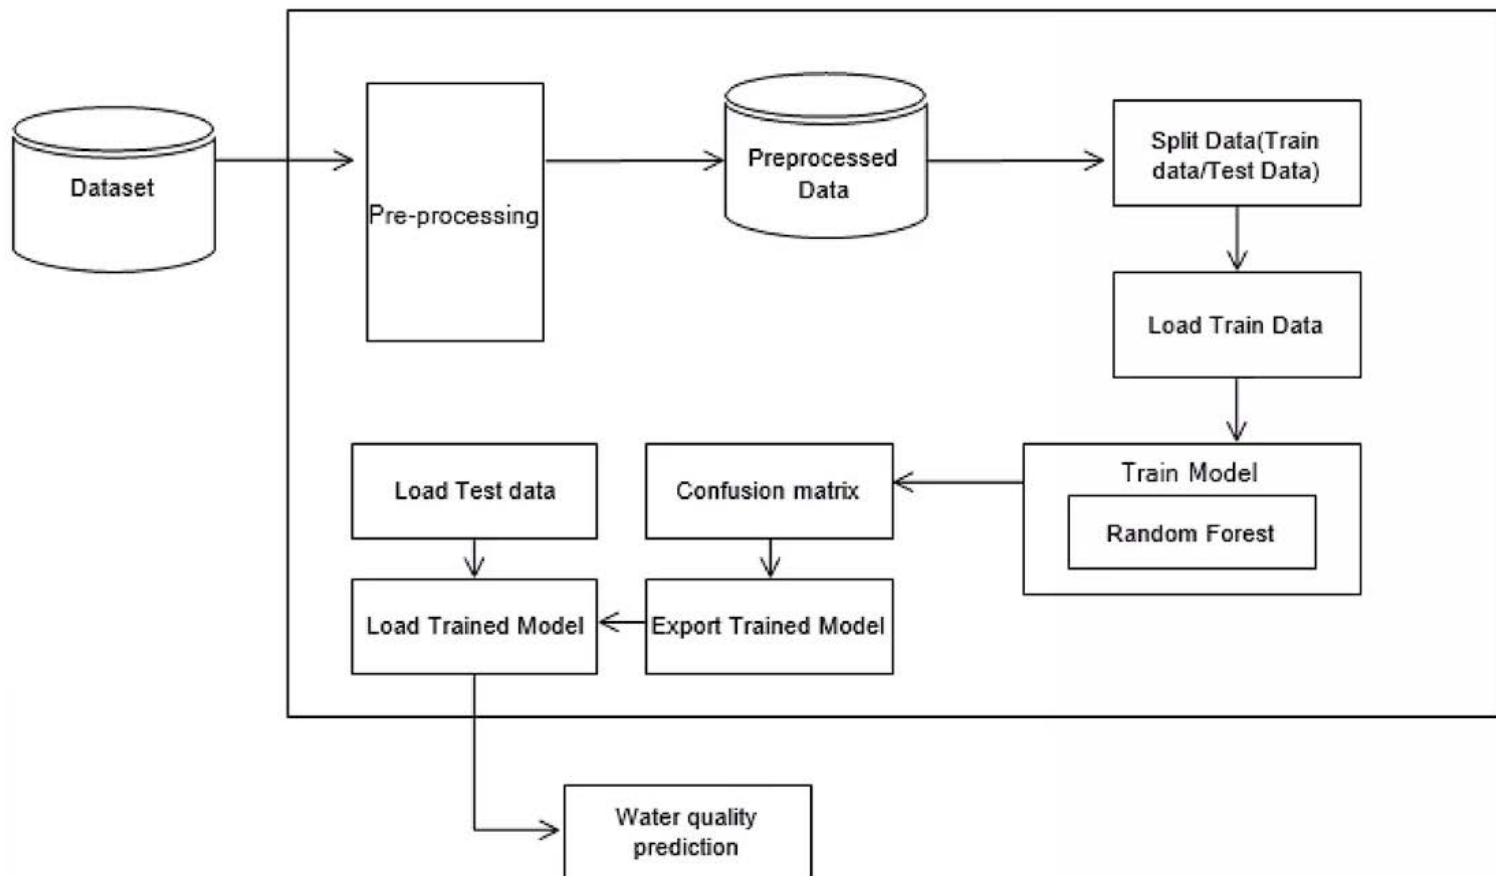 Dataset
Pre-processing
Preprocessed
Data
Split Data(Train
data/Test Data)
Load Train Data
Train Model
Random Forest
Confusion matrix
Load Test data
Export Trained Model
Load Trained Model
Water quality
prediction